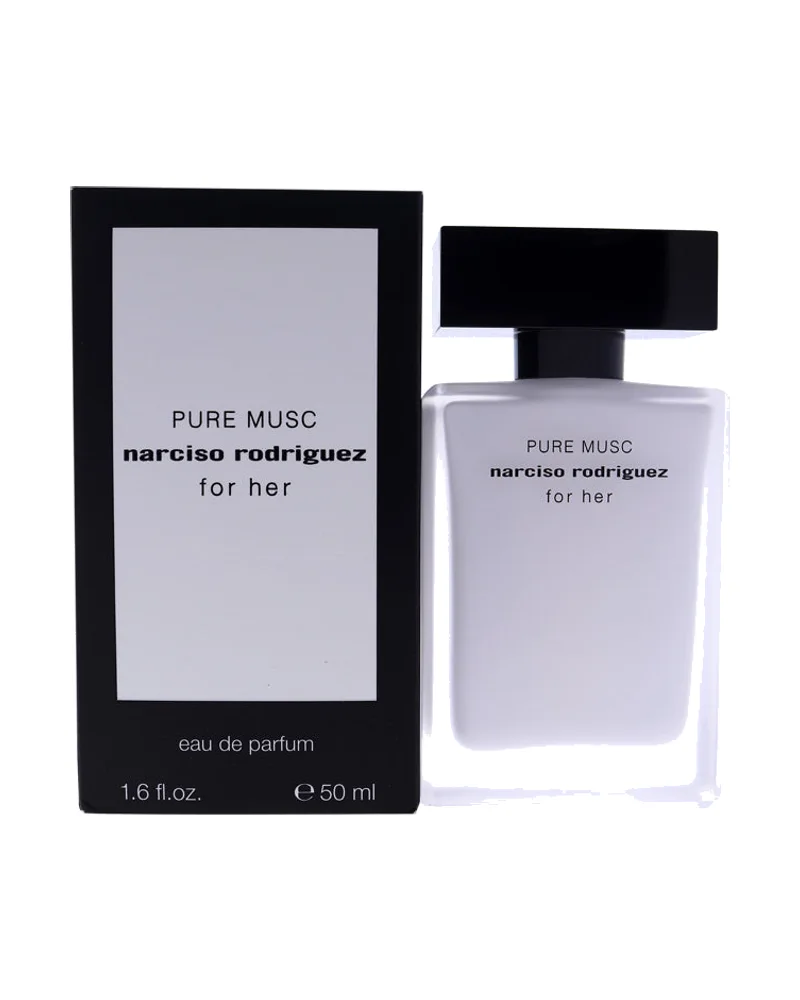 PURE MUSC
narciso rodriguez
for her
eau de parfum
1.6 fl.oz. ℮ 50 ml
PURE MUSC
narciso rodriguez
for her